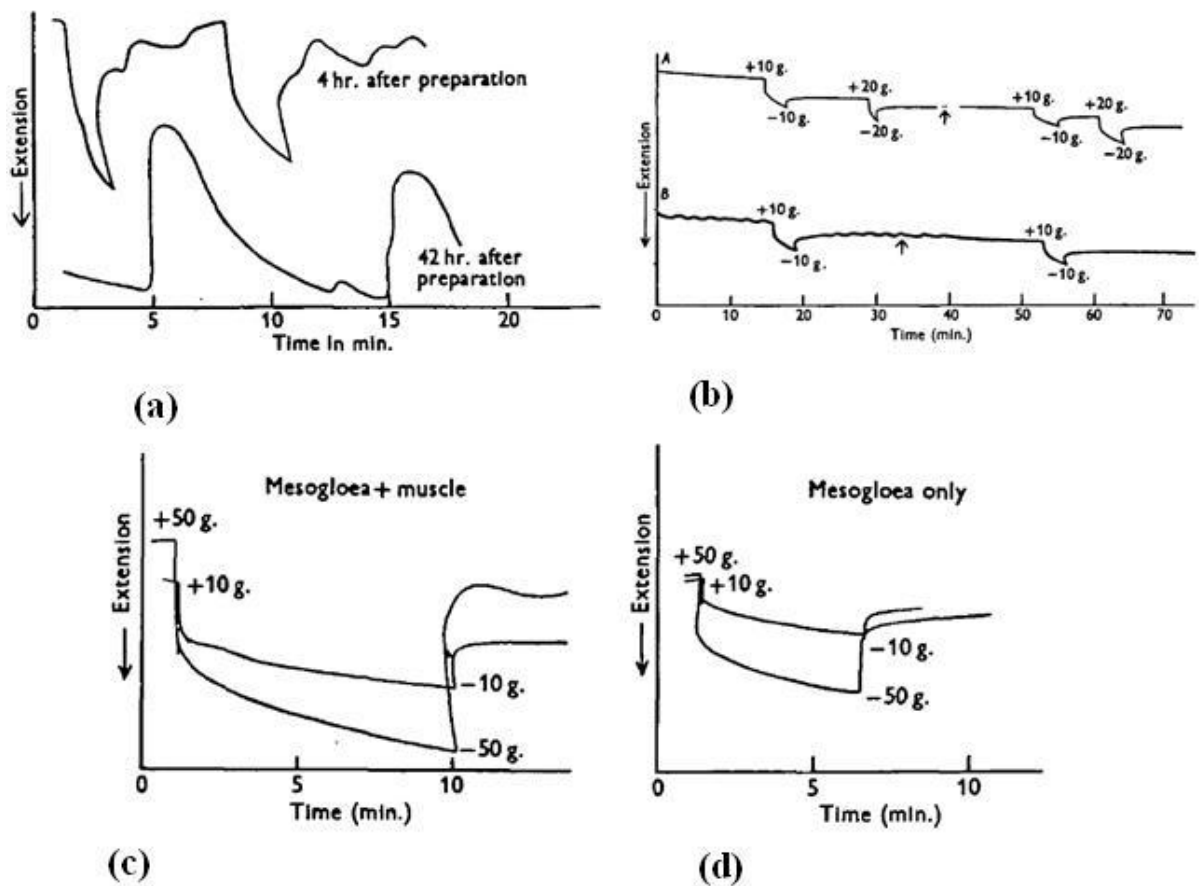 Extension
4 hr. after preparation
42 hr. after
preparation
0
5
10
15
20
Time in min.
(a)
Extension
A
+10 g.
-10 g.
+20 g.
-20 g.
+10 g.
-10 g.
+20 g.
-20 g.
B
+10 g.
-10 g.
+10 g.
-10 g.
0 10 20 30 40 50 60 70
Time (min.)
(b)
Extension
Mesogloea + muscle
+50 g.
+10 g.
-10 g.
-50 g.
0 5 10
Time (min.)
(c)
Extension
Mesogloea only
+50 g.
+10 g.
-10 g.
-50 g.
0 5 10
Time (min.)
(d)